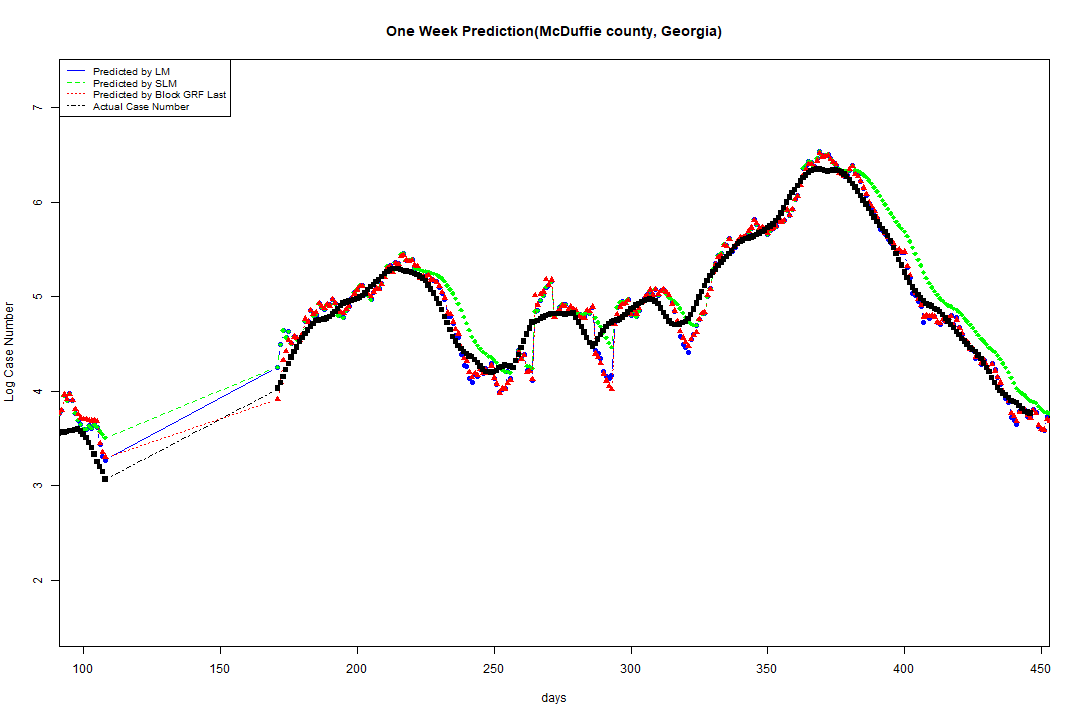 One Week Prediction(McDuffie county, Georgia)
Predicted by LM
Predicted by SLM
Predicted by Block GRF Last
Actual Case Number
7
6
5
4
3
2
Log Case Number
100 150 200 250 300 350 400 450
days